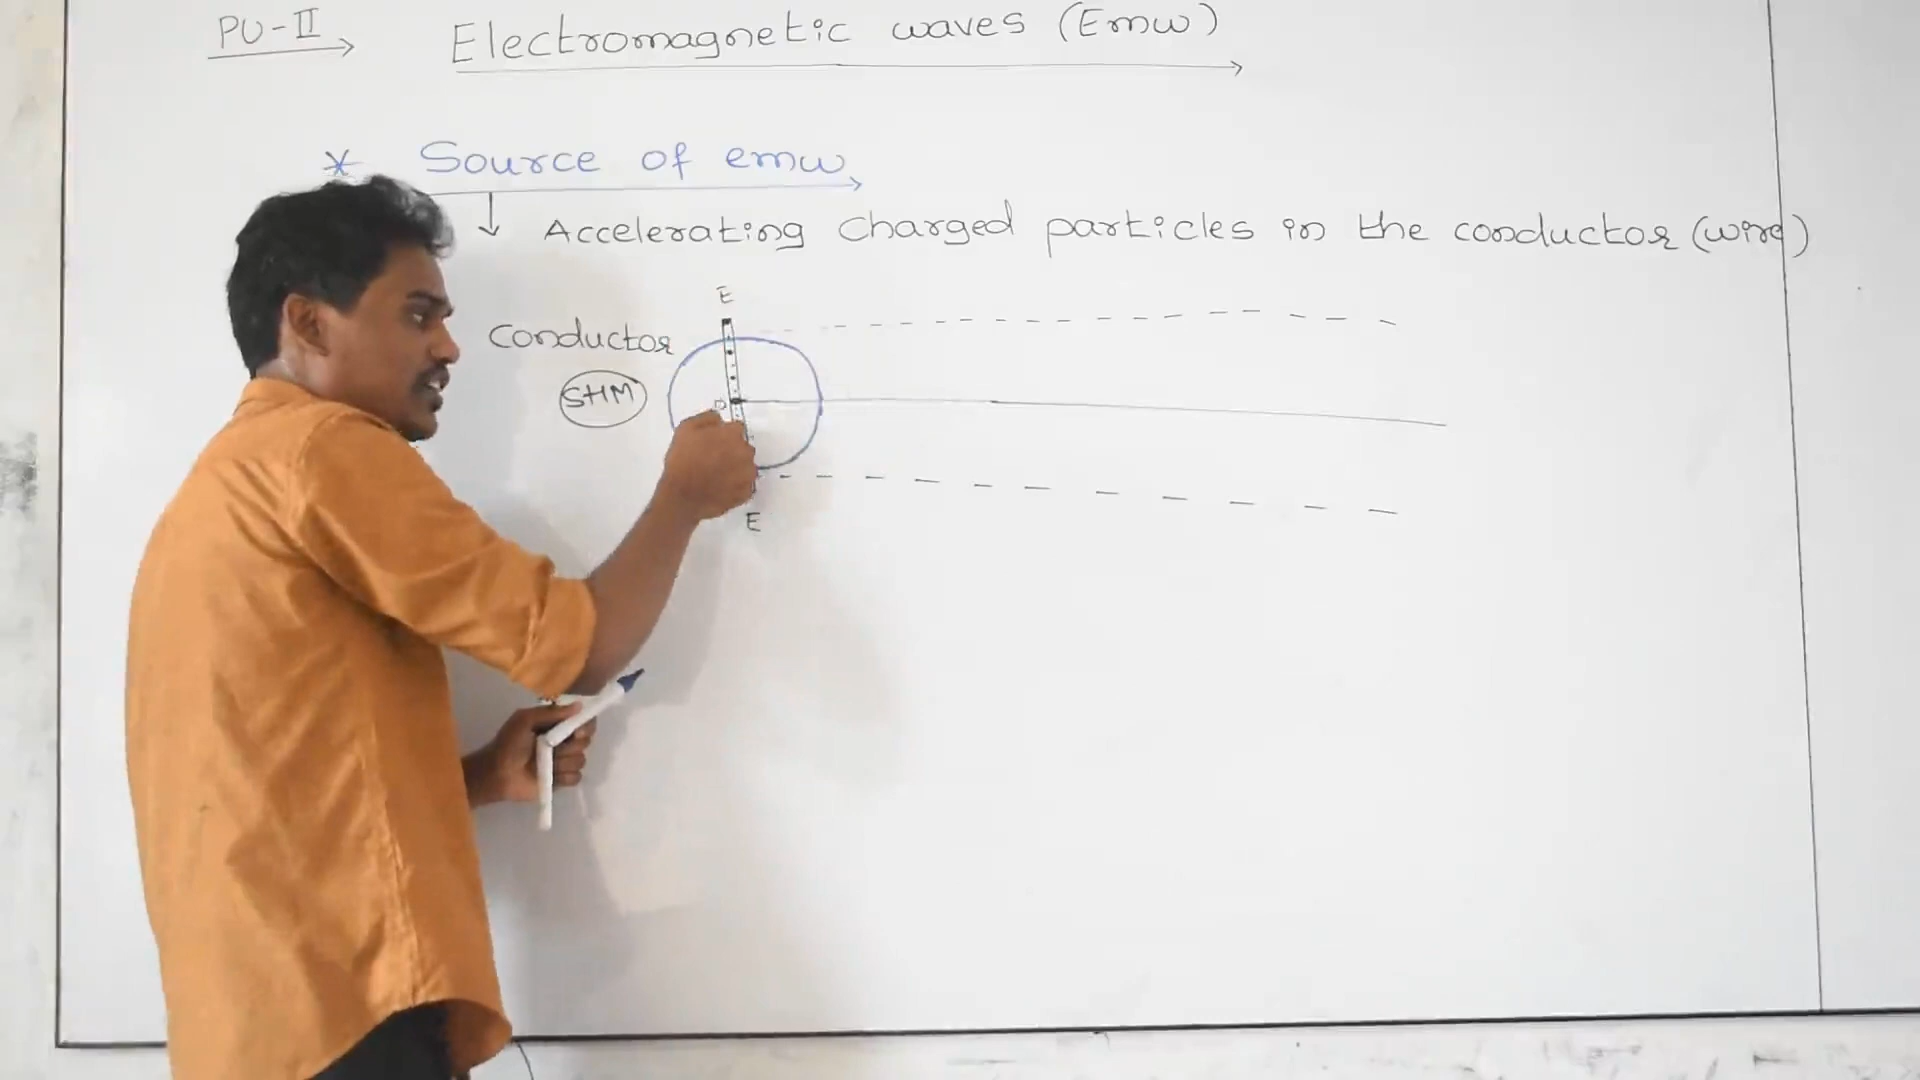 PU-II
Electromagnetic waves (Emw)
* Source of emw
Accelerating charged particles in the conductor (wire)
E
Conductor
SHM
E